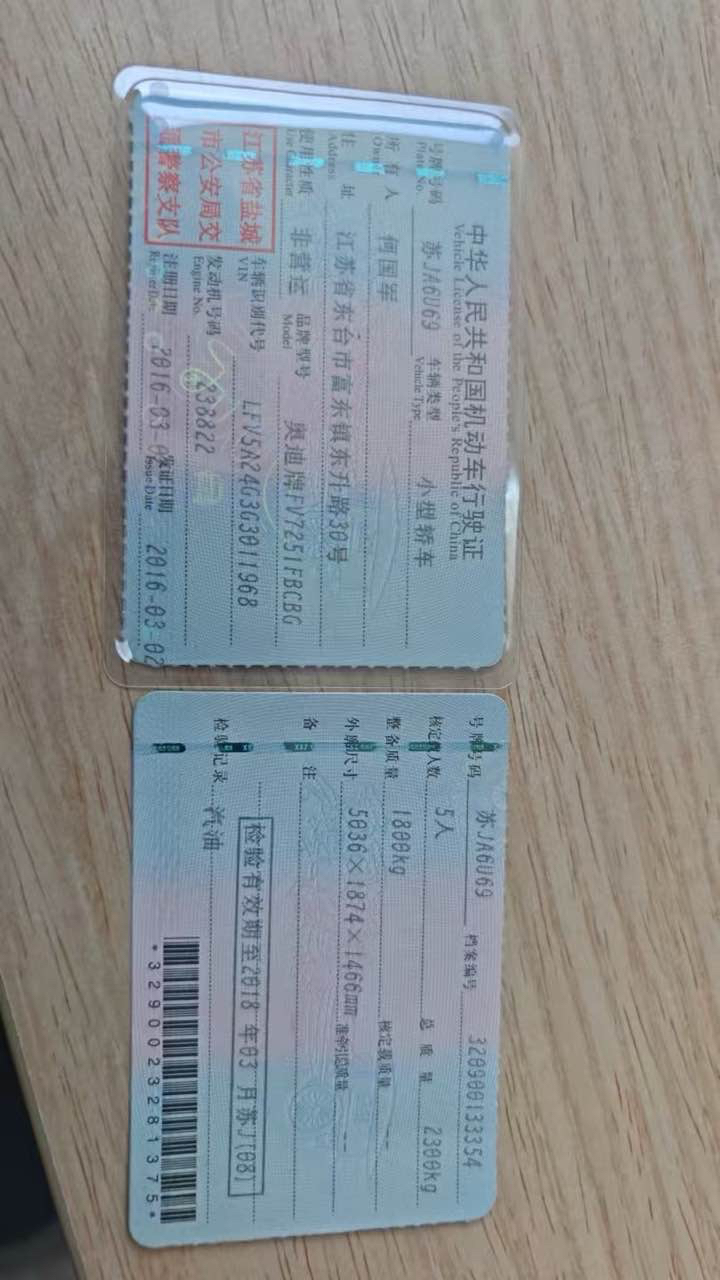 中华人民共和国机动车行驶证
Vehicle License of the People's Republic of China
号牌号码 苏JA6U69 车辆类型 小型轿车
Plate No. Vehicle Type
所有人 何国军
Owner
住址 江苏省东台市富东镇东升路30号
Address
使用性质 非营运 品牌型号 奥迪牌FV7251FBCBG
Use Character Model
江苏省盐城
市公安局交
通警察支队
车辆识别代号 LFV5A24G3G3011968
VIN
发动机号码 238822
Engine No.
注册日期 2016-03-02 发证日期 2016-03-02
Register Date Issue Date
号牌号码 苏JA6U69 档案编号 320900133354
核定载人数 5人 总质量 2300kg
整备质量 1800kg 核定载质量 --
外廓尺寸 5036×1874×1466mm 准牵引总质量 --
备注
检验有效期至2018年03月苏J(08)
检验记录 汽油
*3290023281375*